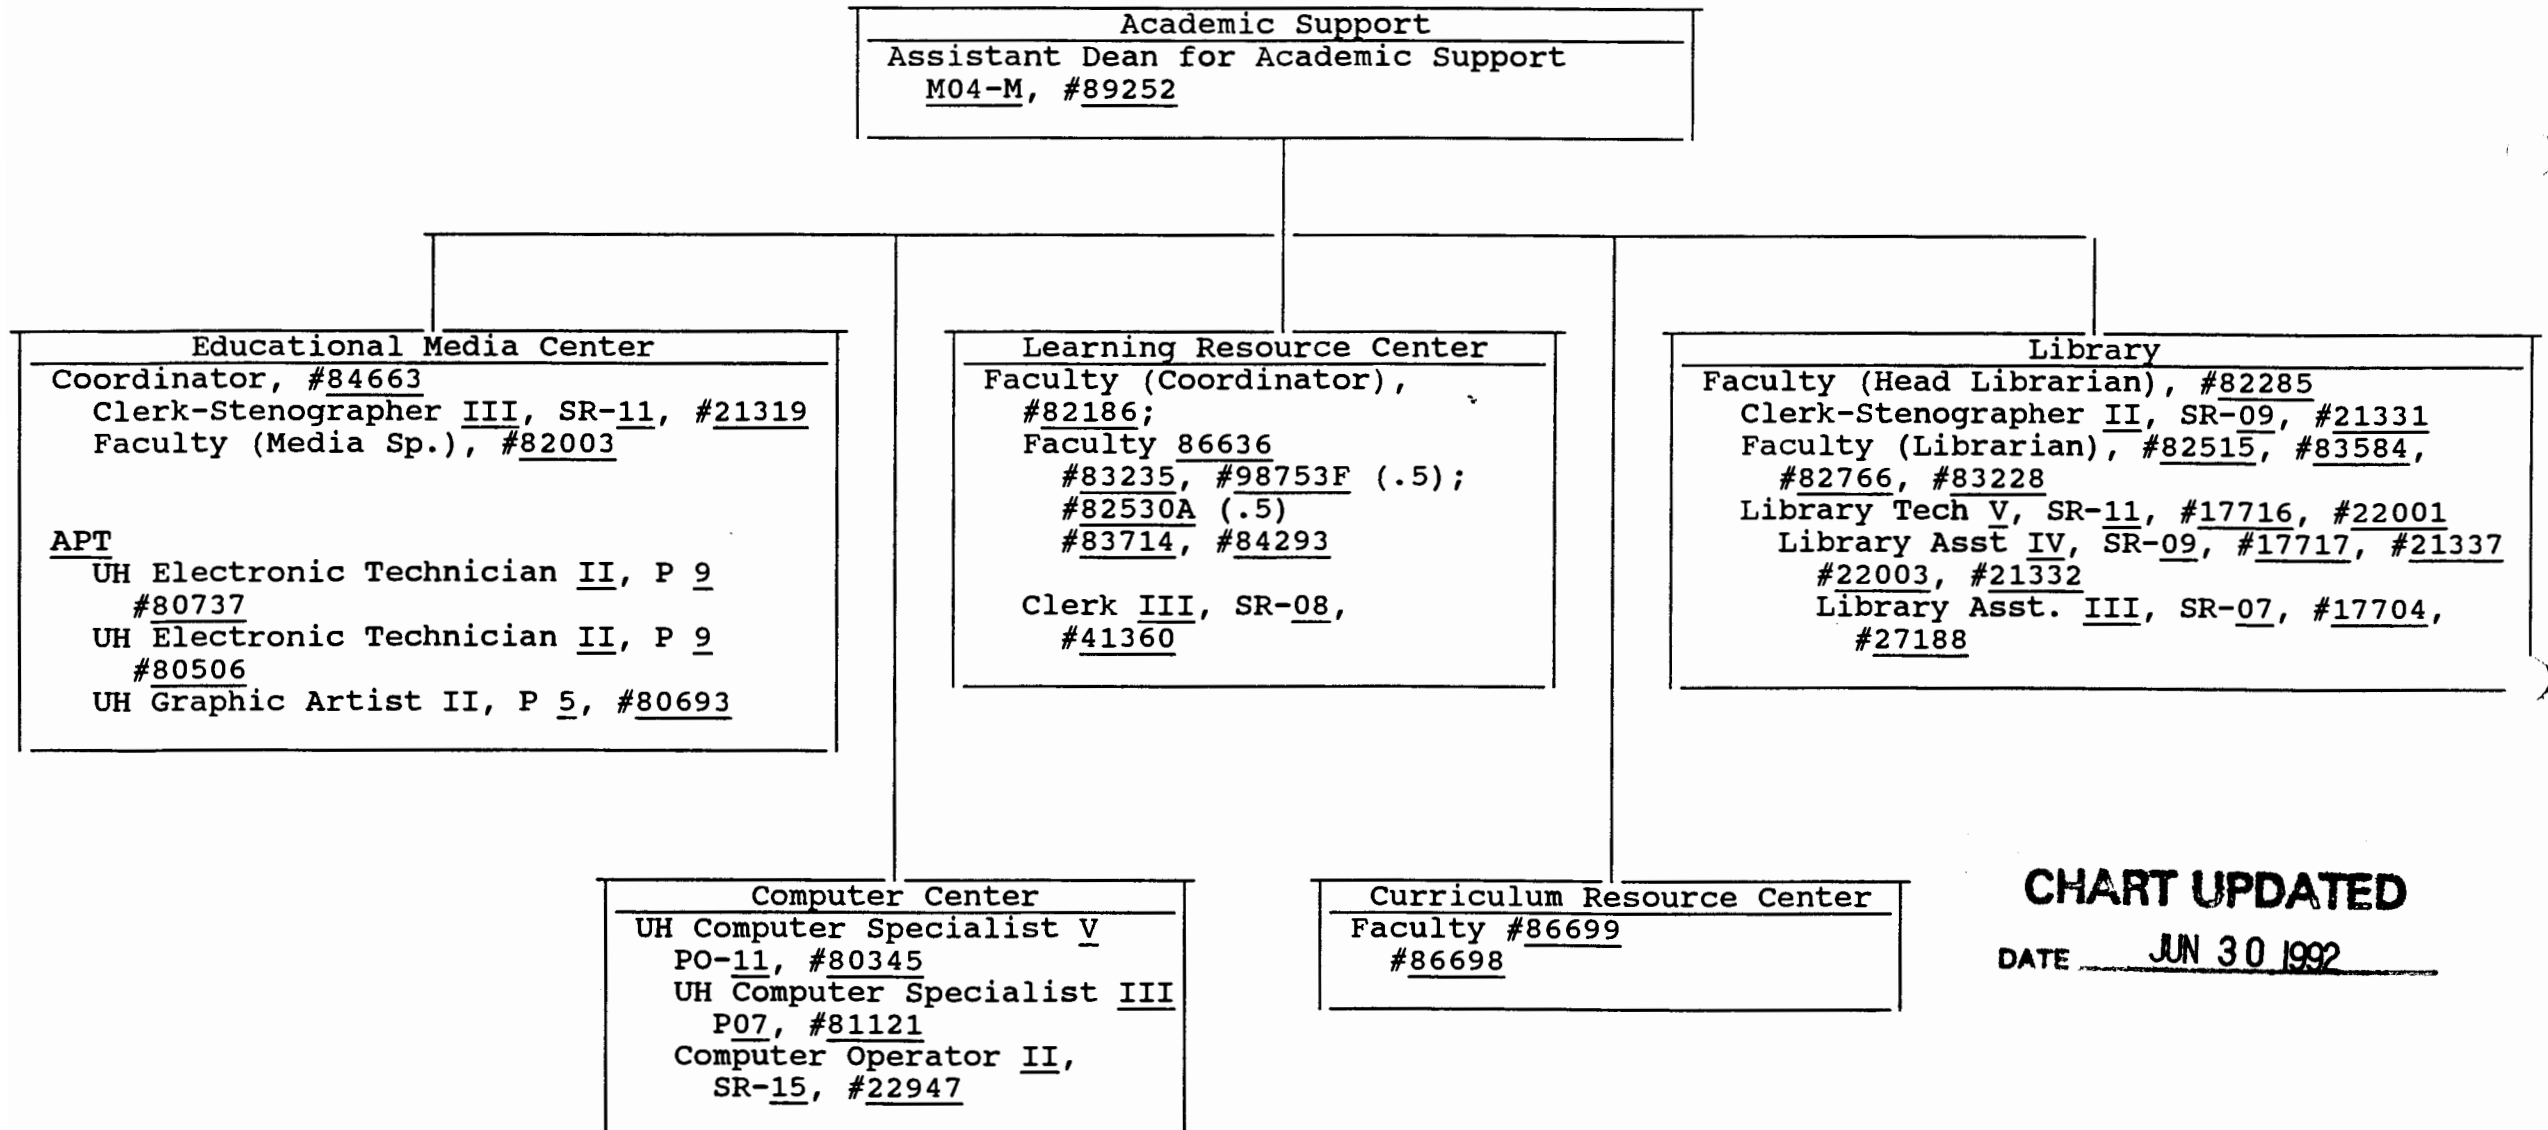 Academic Support
Assistant Dean for Academic Support
M04-M, #89252
Educational Media Center
Coordinator, #84663
Clerk-Stenographer III, SR-11, #21319
Faculty (Media Sp.), #82003
APT
UH Electronic Technician II, P 9
#80737
UH Electronic Technician II, P 9
#80506
UH Graphic Artist II, P 5, #80693
Learning Resource Center
Faculty (Coordinator),
#82186;
Faculty 86636
#83235, #98753F (.5);
#82530A (.5)
#83714, #84293
Clerk III, SR-08,
#41360
Library
Faculty (Head Librarian), #82285
Clerk-Stenographer II, SR-09, #21331
Faculty (Librarian), #82515, #83584,
#82766, #83228
Library Tech V, SR-11, #17716, #22001
Library Asst IV, SR-09, #17717, #21337
#22003, #21332
Library Asst. III, SR-07, #17704,
#27188
Computer Center
UH Computer Specialist V
PO-11, #80345
UH Computer Specialist III
P07, #81121
Computer Operator II,
SR-15, #22947
Curriculum Resource Center
Faculty #86699
#86698
CHART UPDATED
DATE JUN 30 1992